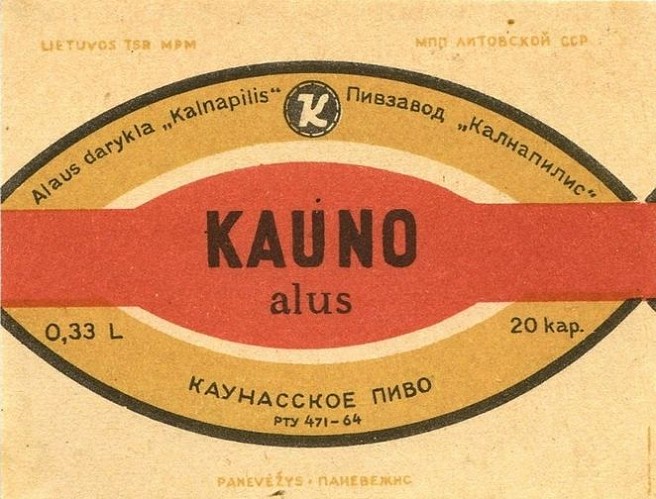 LIETUVOS TSR MPM
МПП ЛИТОВСКОЙ ССР
Alaus darykla „Kalnapilis“
K
Пивзавод „Калнапилис“
KAUNO
alus
0,33 L
20 kap.
КАУНАССКОЕ ПИВО
РТУ 471-64
PANEVĖŽYS · ПАНЕВЕЖИС